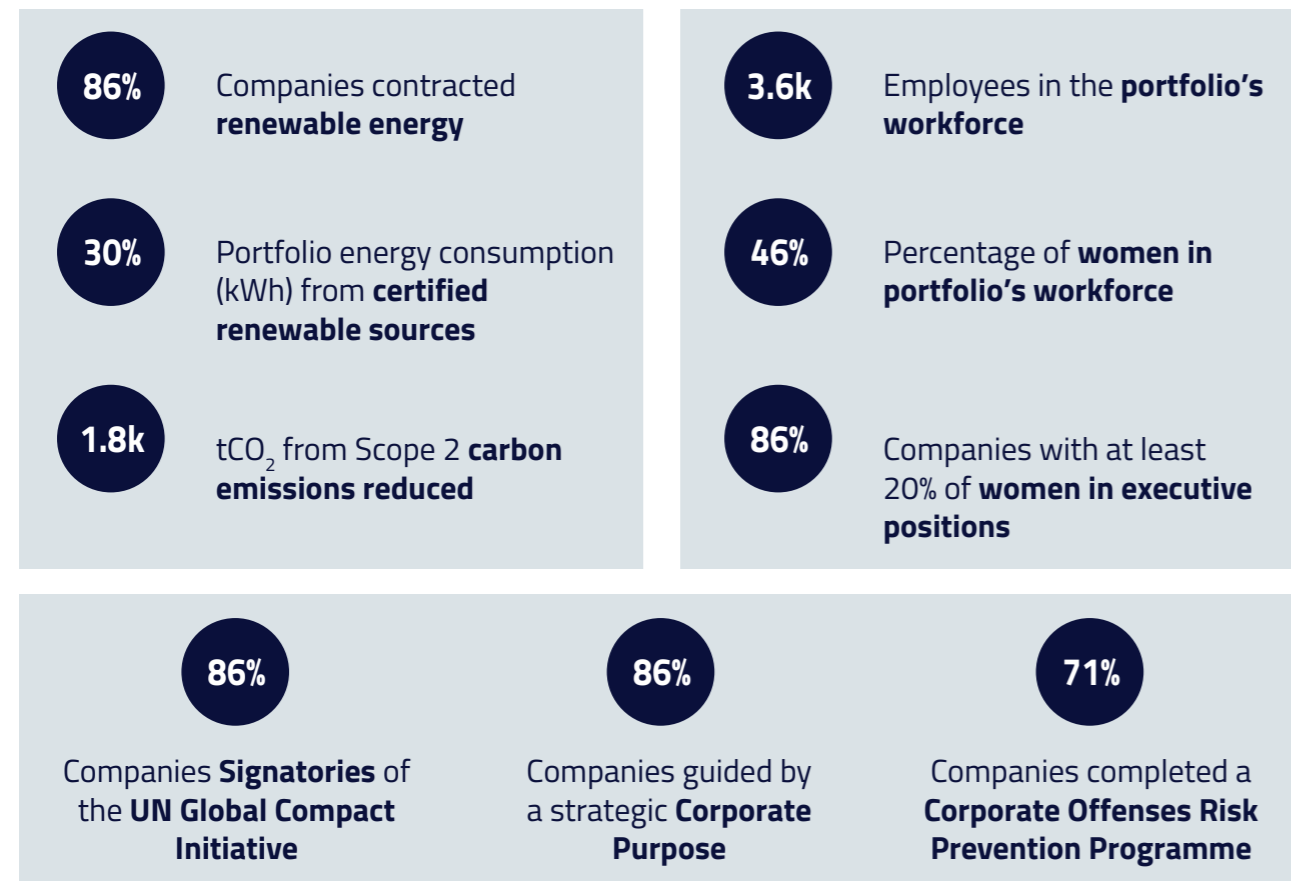 86%
Companies contracted
renewable energy
30%
Portfolio energy consumption
(kWh) from certified
renewable sources
1.8k
tCO₂ from Scope 2 carbon
emissions reduced
3.6k
Employees in the portfolio's
workforce
46%
Percentage of women in
portfolio's workforce
86%
Companies with at least
20% of women in executive
positions
86%
Companies Signatories of
the UN Global Compact
Initiative
86%
Companies guided by
a strategic Corporate
Purpose
71%
Companies completed a
Corporate Offenses Risk
Prevention Programme